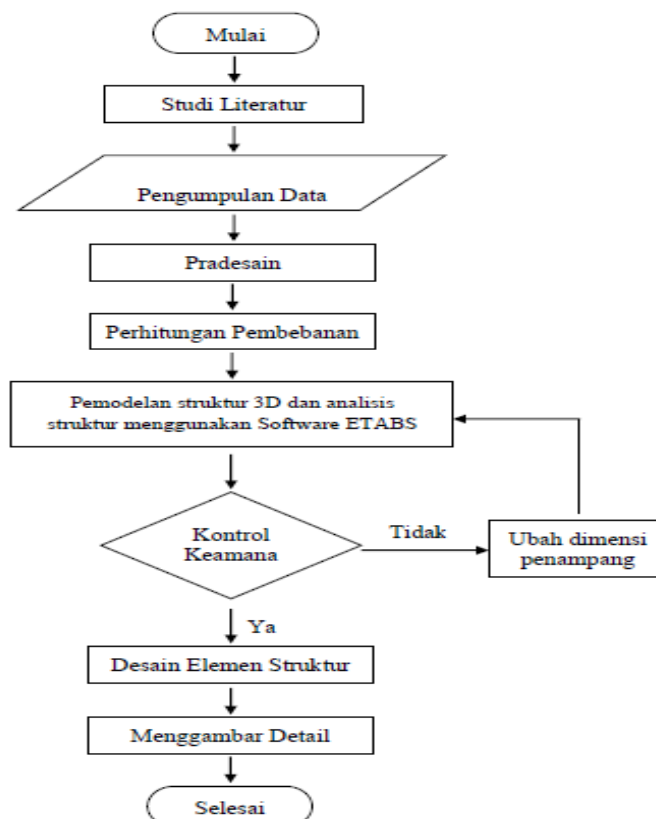 Mulai
Studi Literatur
Pengumpulan Data
Pradesain
Perhitungan Pembebanan
Pemodelan struktur 3D dan analisis
struktur menggunakan Software ETABS
Kontrol
Keamana
Tidak
Ubah dimensi
penampang
Ya
Desain Elemen Struktur
Menggambar Detail
Selesai